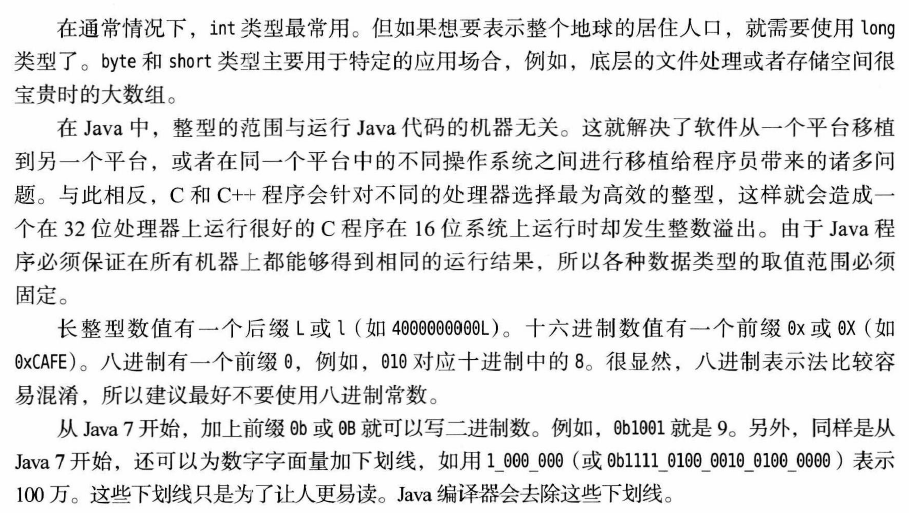 在通常情况下，int 类型最常用。但如果想要表示整个地球的居住人口，就需要使用 long
类型了。byte 和 short 类型主要用于特定的应用场合，例如，底层的文件处理或者存储空间很
宝贵时的大数组。
在 Java 中，整型的范围与运行 Java 代码的机器无关。这就解决了软件从一个平台移植
到另一个平台，或者在同一个平台中的不同操作系统之间进行移植给程序员带来的诸多问
题。与此相反，C 和 C++ 程序会针对不同的处理器选择最为高效的整型，这样就会造成一
个在 32 位处理器上运行很好的 C 程序在 16 位系统上运行时却发生整数溢出。由于 Java 程
序必须保证在所有机器上都能够得到相同的运行结果，所以各种数据类型的取值范围必须
固定。
长整型数值有一个后缀 L 或 l（如 4000000000L）。十六进制数值有一个前缀 0x 或 0X（如
0xCAFE）。八进制有一个前缀 0，例如，010 对应十进制中的 8。很显然，八进制表示法比较容
易混淆，所以建议最好不要使用八进制常数。
从 Java 7 开始，加上前缀 0b 或 0B 就可以写二进制数。例如，0b1001 就是 9。另外，同样是从
Java 7 开始，还可以为数字字面量加下划线，如用 1_000_000（或 0b1111_0100_0010_0100_0000）表示
100 万。这些下划线只是为了让人更易读。Java 编译器会去除这些下划线。